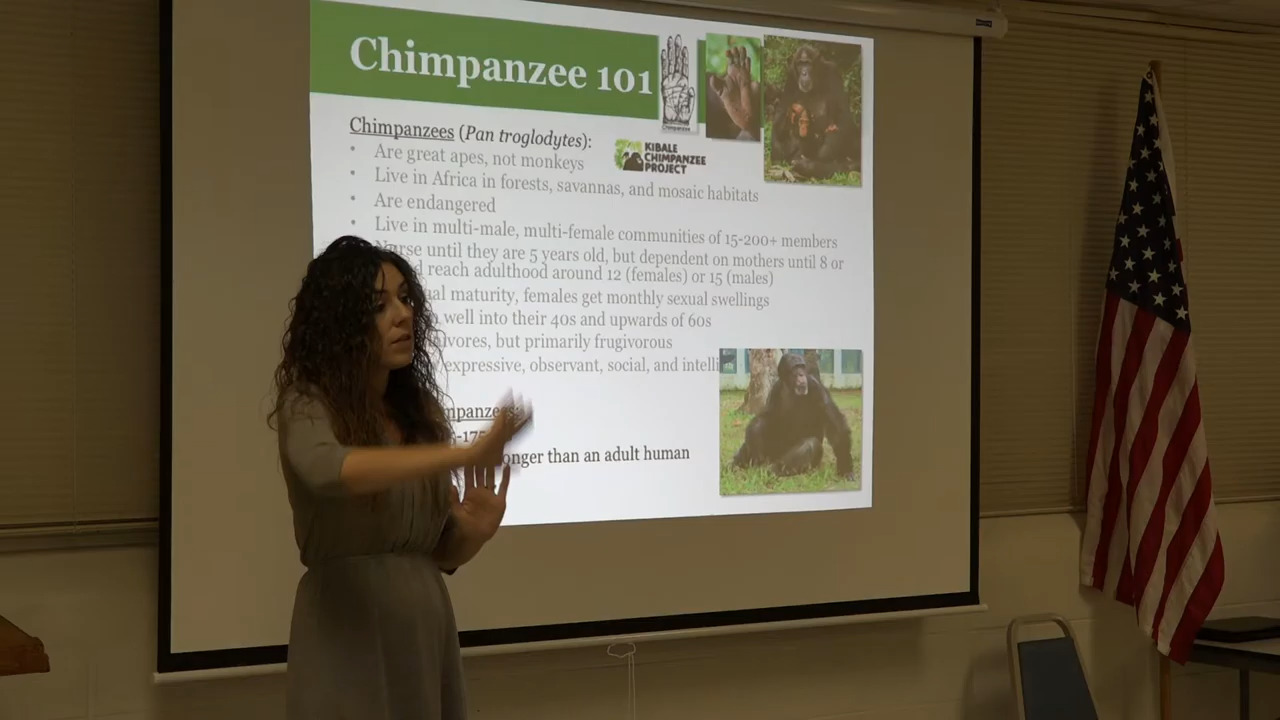 Chimpanzee 101
Chimpanzee
Chimpanzees (Pan troglodytes):
KIBALE
CHIMPANZEE
PROJECT
• Are great apes, not monkeys
• Live in Africa in forests, savannas, and mosaic habitats
• Are endangered
• Live in multi-male, multi-female communities of 15-200+ members
Nurse until they are 5 years old, but dependent on mothers until 8 or
reach adulthood around 12 (females) or 15 (males)
maturity, females get monthly sexual swellings
well into their 40s and upwards of 60s
but primarily frugivorous
expressive, observant, social, and
onger than an adult human